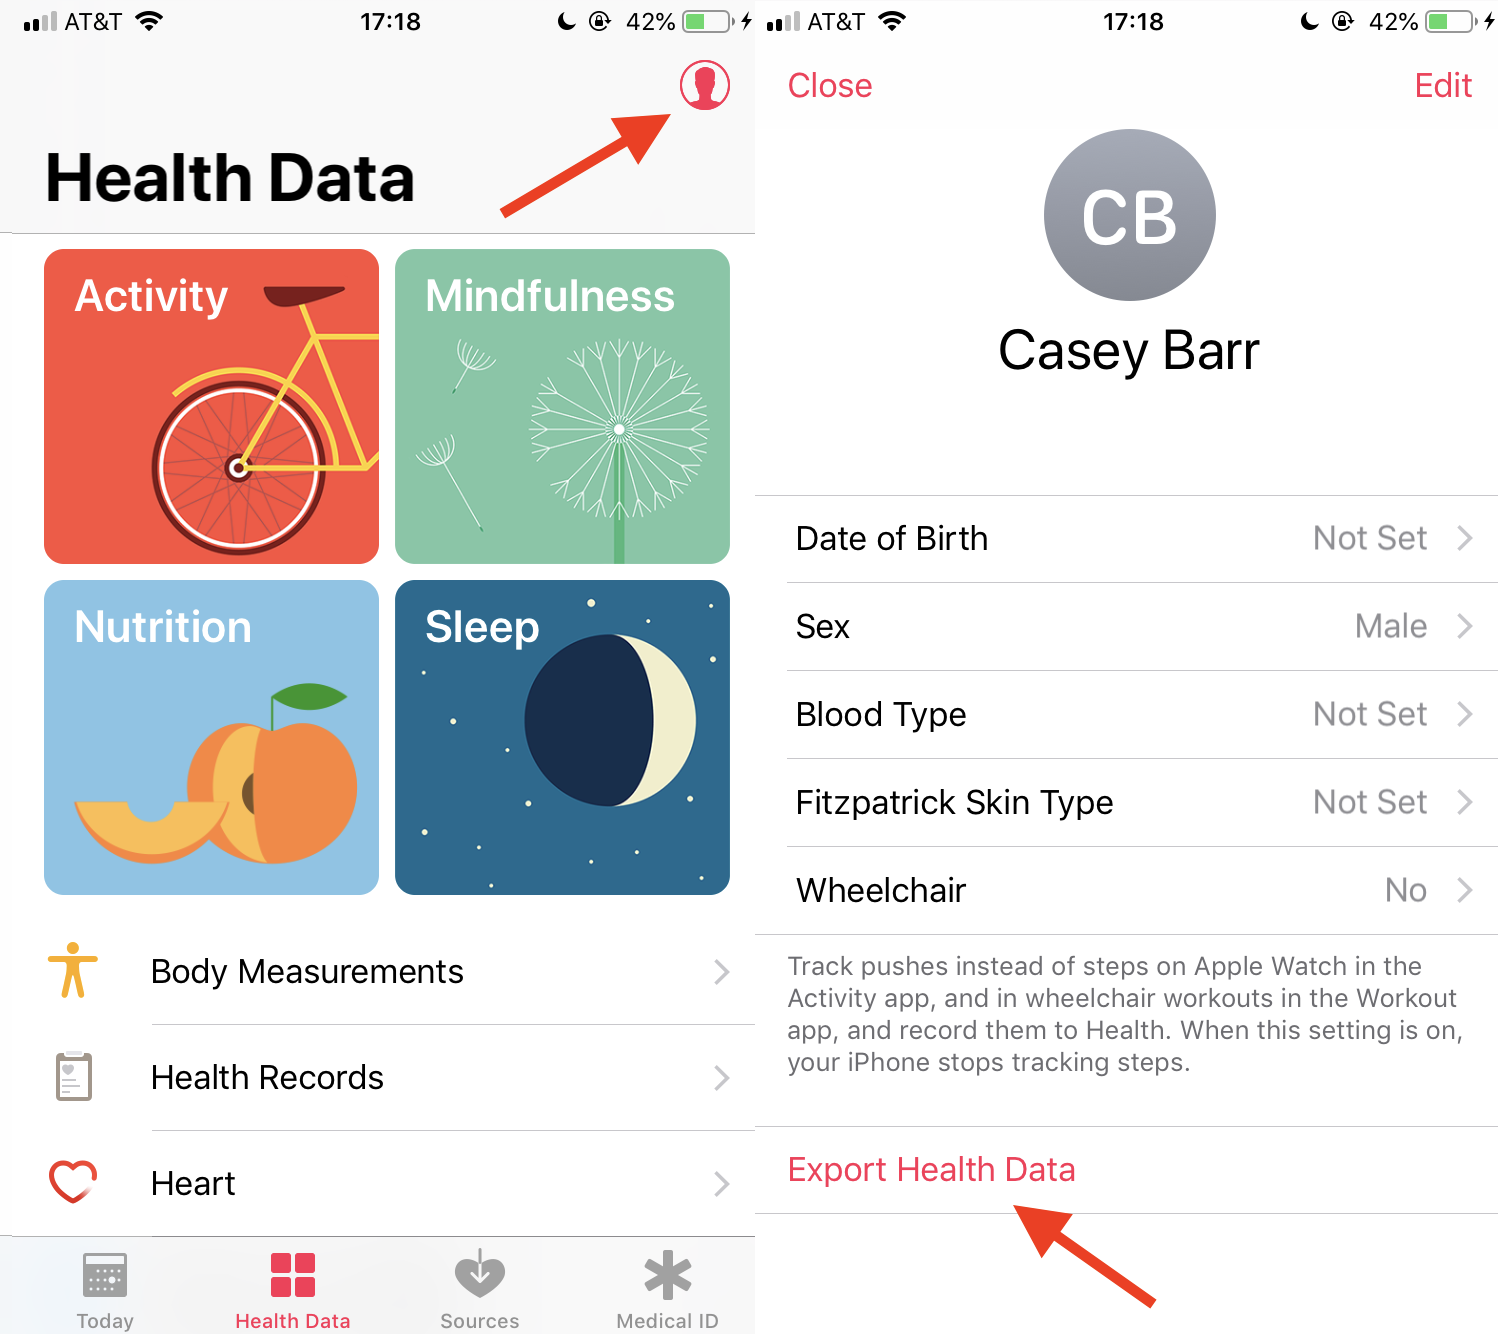 AT&T 17:18 42%
Health Data
Activity
Mindfulness
Nutrition
Sleep
Body Measurements
Health Records
Heart
Today
Health Data
Sources
Medical ID
AT&T 17:18 42%
Close
Edit
CB
Casey Barr
Date of Birth Not Set
Sex Male
Blood Type Not Set
Fitzpatrick Skin Type Not Set
Wheelchair No
Track pushes instead of steps on Apple Watch in the
Activity app, and in wheelchair workouts in the Workout
app, and record them to Health. When this setting is on,
your iPhone stops tracking steps.
Export Health Data